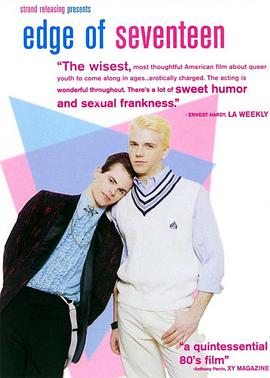 strand releasing presents
edge of seventeen
"The wisest, most thoughtful American film about queer
youth to come along in ages...erotically charged. The acting is
wonderful throughout. There's a lot of sweet humor
and sexual frankness."
- ERNEST HARDY, LA WEEKLY
"a quintessential
80's film"
-Anthony Perrin, XY MAGAZINE